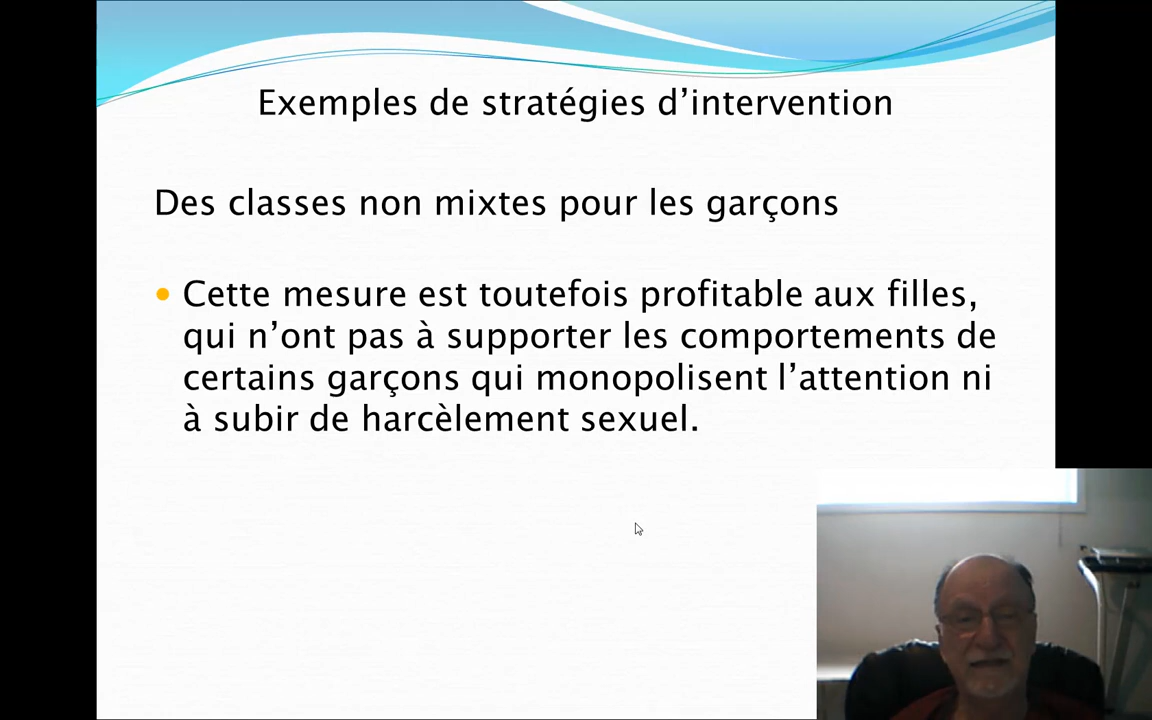 Exemples de stratégies d’intervention
Des classes non mixtes pour les garçons
• Cette mesure est toutefois profitable aux filles,
qui n’ont pas à supporter les comportements de
certains garçons qui monopolisent l’attention ni
à subir de harcèlement sexuel.